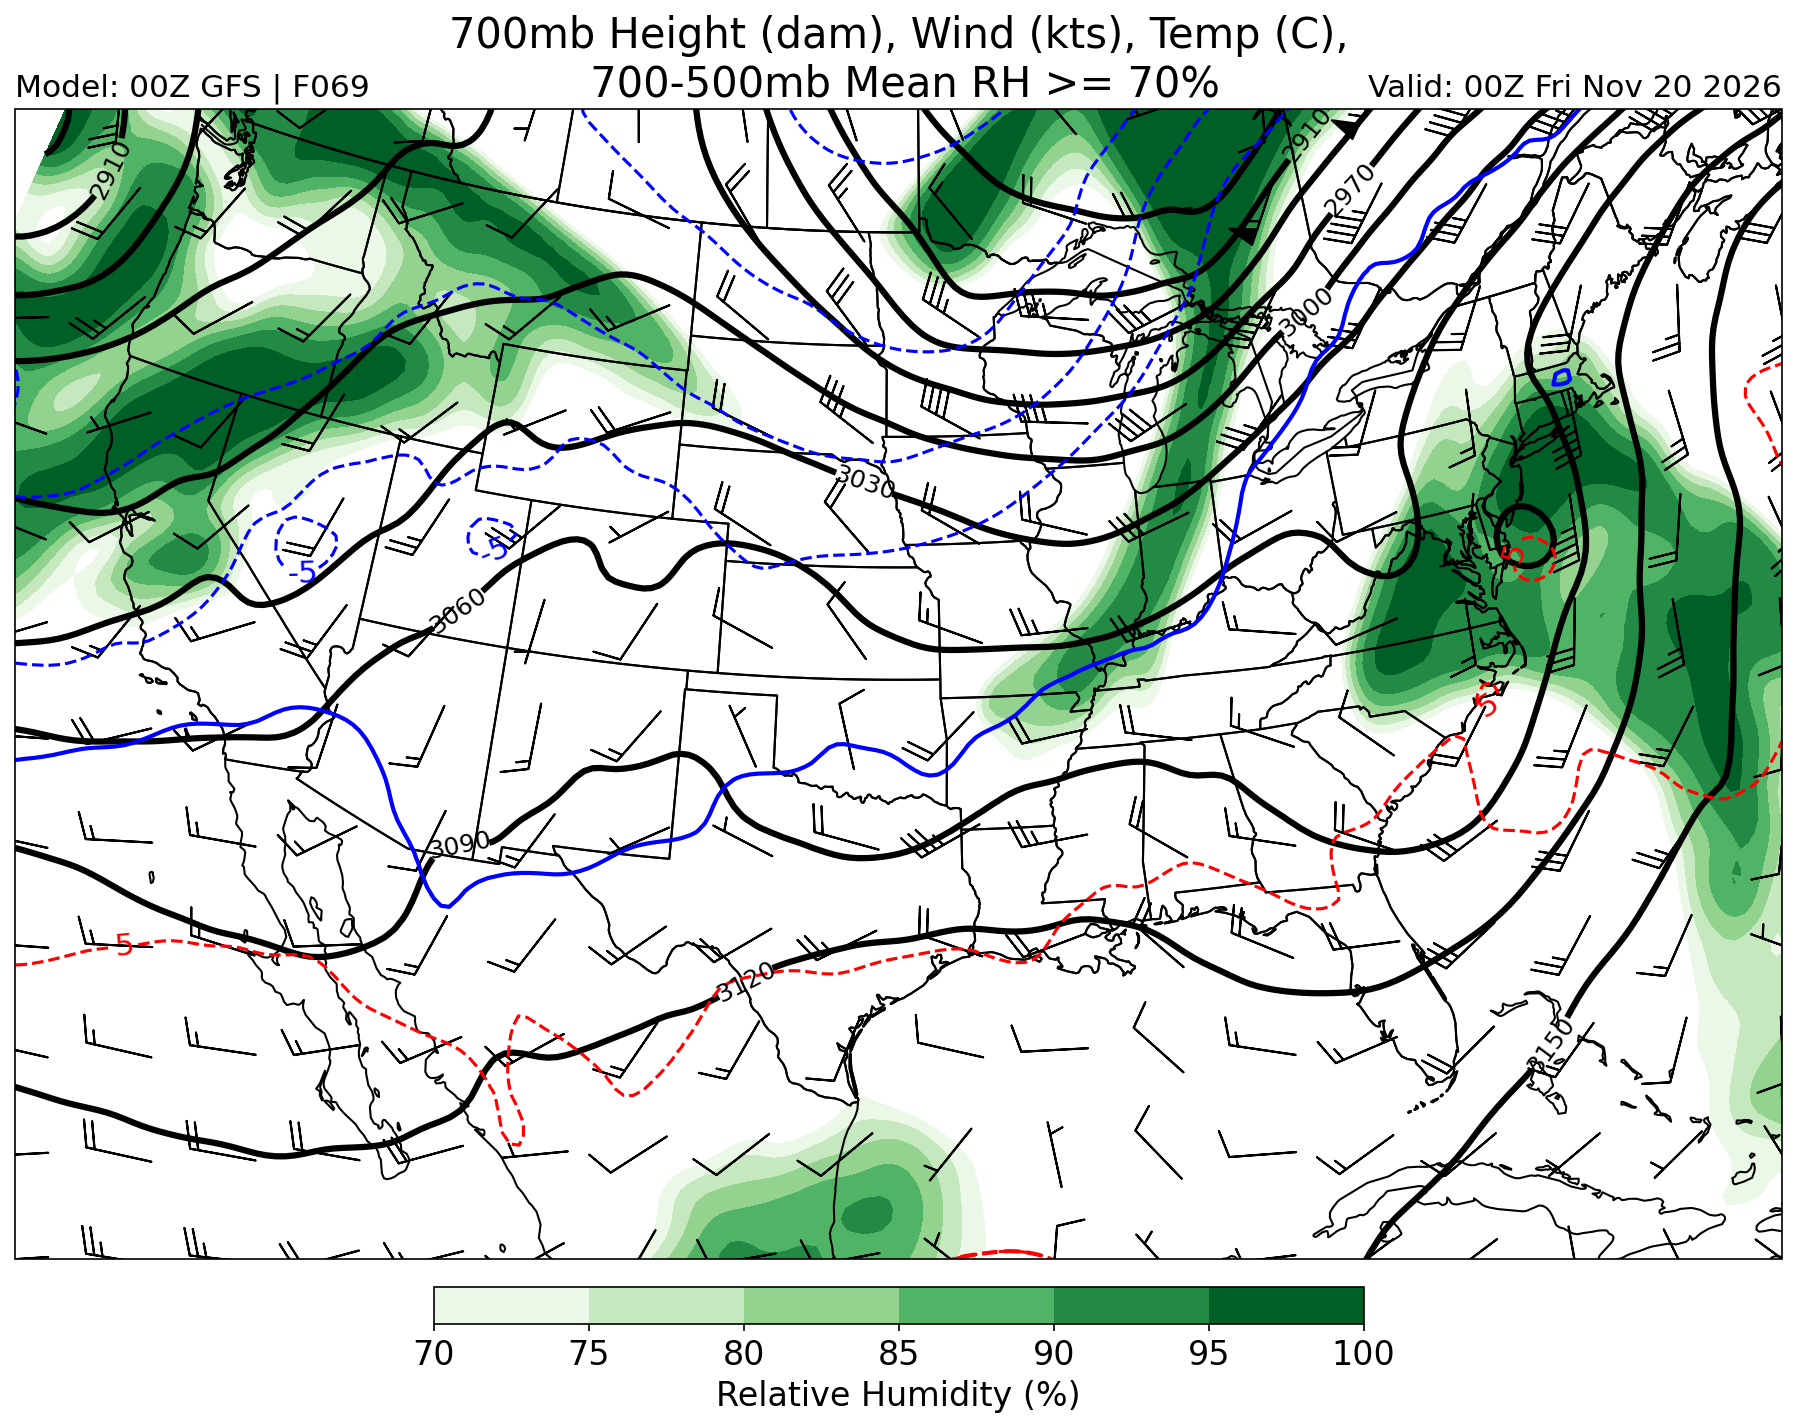 700mb Height (dam), Wind (kts), Temp (C),
700-500mb Mean RH >= 70%
Model: 00Z GFS | F069
Valid: 00Z Fri Nov 20 2026
2910
2910
2970
3000
3030
-5
-5
5
3060
5
3090
5
3120
3150
70 75 80 85 90 95 100
Relative Humidity (%)